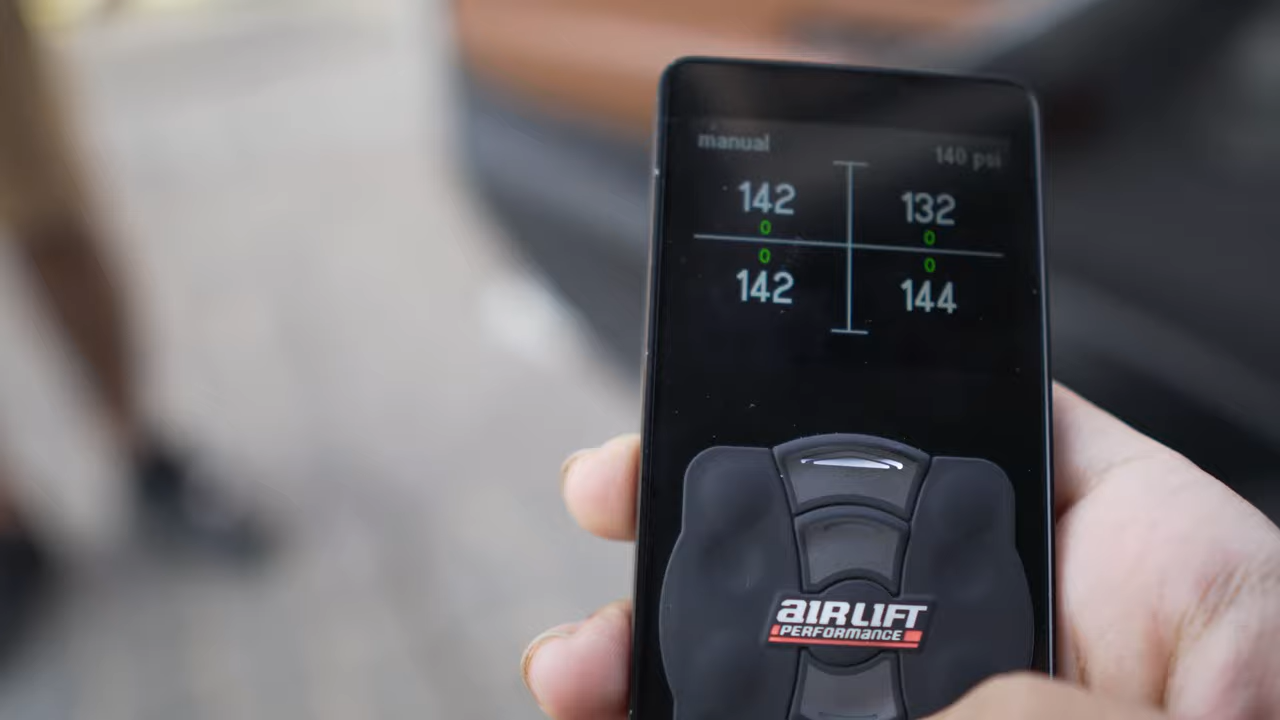 manual 140 psi
142 132
0 0
0 0
142 144
AIRLIFT
PERFORMANCE